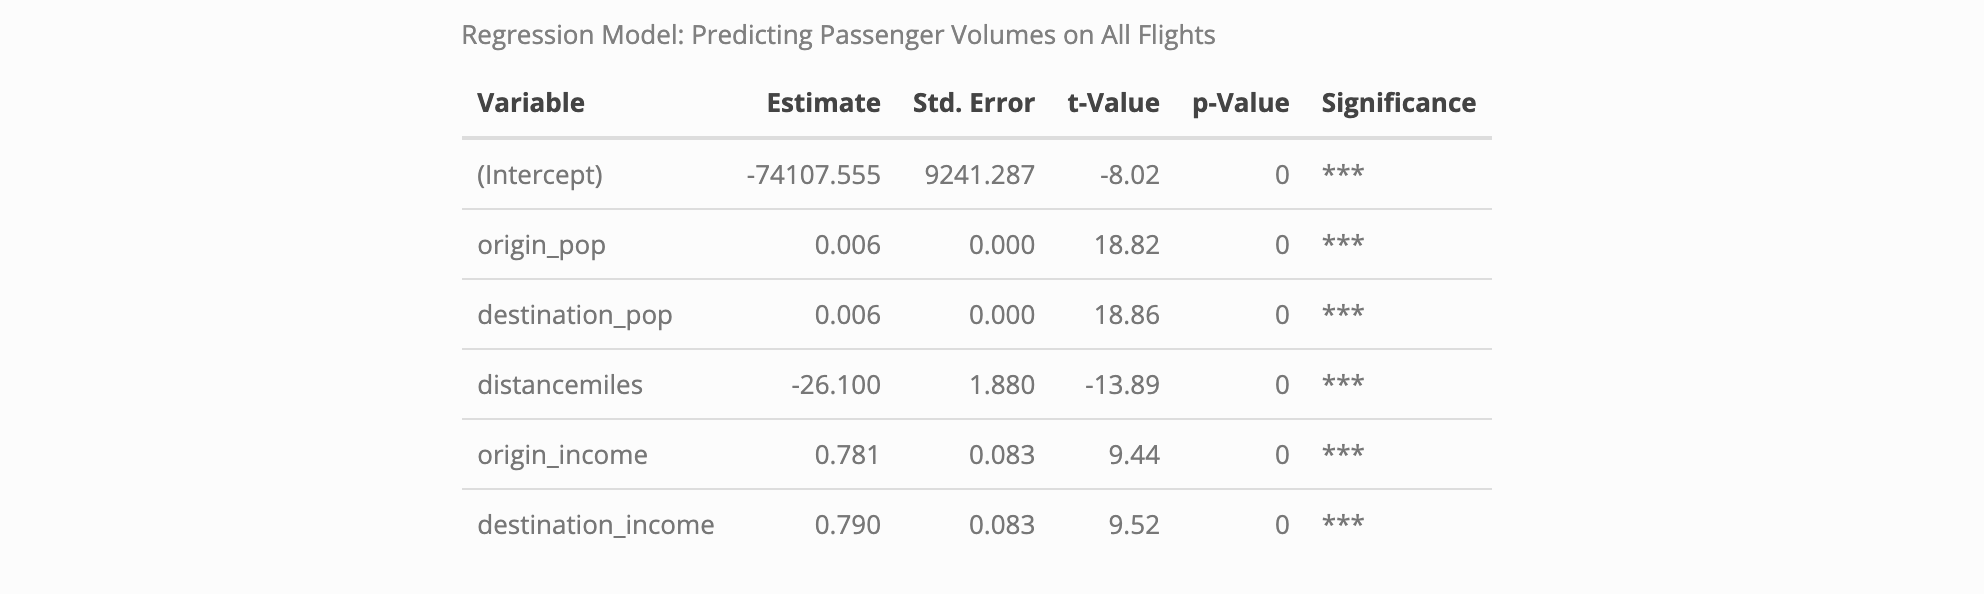 Regression Model: Predicting Passenger Volumes on All Flights
Variable Estimate Std. Error t-Value p-Value Significance
(Intercept) -74107.555 9241.287 -8.02 0 ***
origin_pop 0.006 0.000 18.82 0 ***
destination_pop 0.006 0.000 18.86 0 ***
distancemiles -26.100 1.880 -13.89 0 ***
origin_income 0.781 0.083 9.44 0 ***
destination_income 0.790 0.083 9.52 0 ***